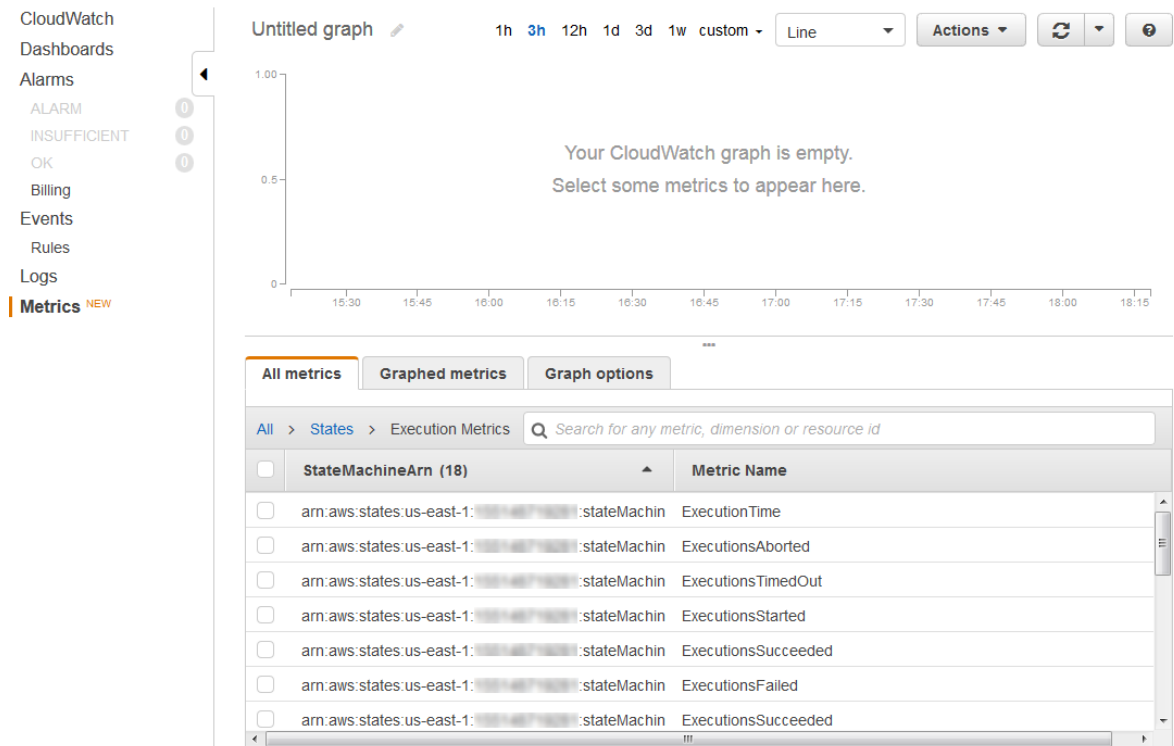 CloudWatch
Dashboards
Alarms
ALARM 0
INSUFFICIENT 0
OK 0
Billing
Events
Rules
Logs
Metrics NEW
Untitled graph 1h 3h 12h 1d 3d 1w custom Line Actions ?
1.00
0.5
0
Your CloudWatch graph is empty.
Select some metrics to appear here.
15:30 15:45 16:00 16:15 16:30 16:45 17:00 17:15 17:30 17:45 18:00 18:15
All metrics Graphed metrics Graph options
All > States > Execution Metrics Search for any metric, dimension or resource id
StateMachineArn (18) Metric Name
arn:aws:states:us-east-1: :stateMachin ExecutionTime
arn:aws:states:us-east-1: :stateMachin ExecutionsAborted
arn:aws:states:us-east-1: :stateMachin ExecutionsTimedOut
arn:aws:states:us-east-1: :stateMachin ExecutionsStarted
arn:aws:states:us-east-1: :stateMachin ExecutionsSucceeded
arn:aws:states:us-east-1: :stateMachin ExecutionsFailed
arn:aws:states:us-east-1: :stateMachin ExecutionsSucceeded